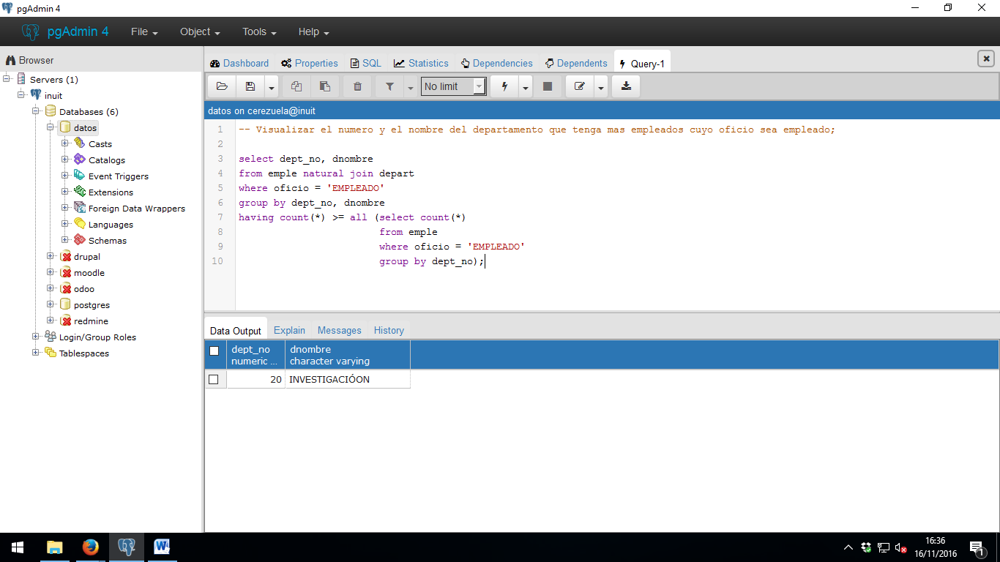 pgAdmin 4
pgAdmin 4 File Object Tools Help
Browser
Servers (1)
inuit
Databases (6)
datos
Casts
Catalogs
Event Triggers
Extensions
Foreign Data Wrappers
Languages
Schemas
drupal
moodle
odoo
postgres
redmine
Login/Group Roles
Tablespaces
Dashboard Properties SQL Statistics Dependencies Dependents Query-1
No limit
datos on cerezuela@inuit
1 -- Visualizar el numero y el nombre del departamento que tenga mas empleados cuyo oficio sea empleado;
2
3 select dept_no, dnombre
4 from emple natural join depart
5 where oficio = 'EMPLEADO'
6 group by dept_no, dnombre
7 having count(*) >= all (select count(*)
8 from emple
9 where oficio = 'EMPLEADO'
10 group by dept_no);
Data Output Explain Messages History
dept_no dnombre
numeric ... character varying
20 INVESTIGACIÓON
16:36
16/11/2016
1